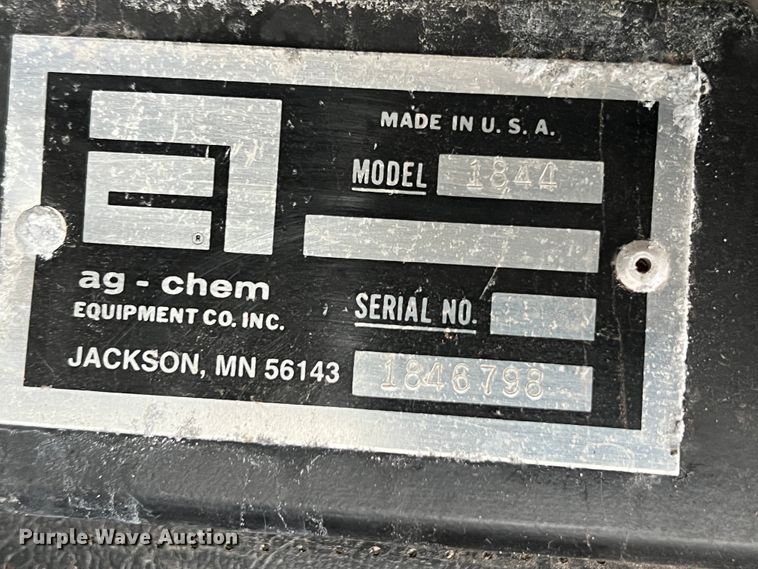 MADE IN U. S. A.
MODEL 1844
®
ag-chem
EQUIPMENT CO. INC.
SERIAL NO.
JACKSON, MN 56143
1846798
Purple Wave Auction